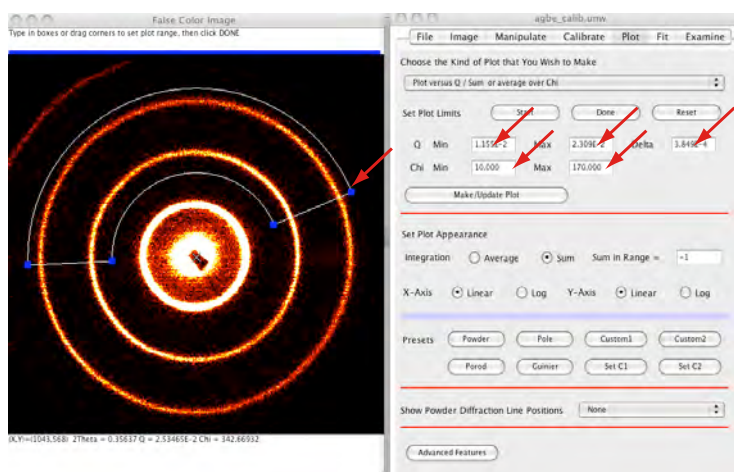 False Color Image
Type in boxes or drag corners to set plot range, then click DONE
(X,Y)=(1043,568) 2Theta = 0.35637 Q = 2.53465E-2 Chi = 342.66932
agbe_calib.unw
File Image Manipulate Calibrate Plot Fit Examine
Choose the Kind of Plot that You Wish to Make
Plot versus Q / Sum or average over Chi
Set Plot Limits Start Done Reset
Q Min 1.155E-2 Max 2.309E-2 Delta 3.849E-4
Chi Min 10.000 Max 170.000
Make/Update Plot
Set Plot Appearance
Integration Average Sum Sum in Range = -1
X-Axis Linear Log Y-Axis Linear Log
Presets Powder Pole Custom1 Custom2
Porod Guinier Set C1 Set C2
Show Powder Diffraction Line Positions None
Advanced Features